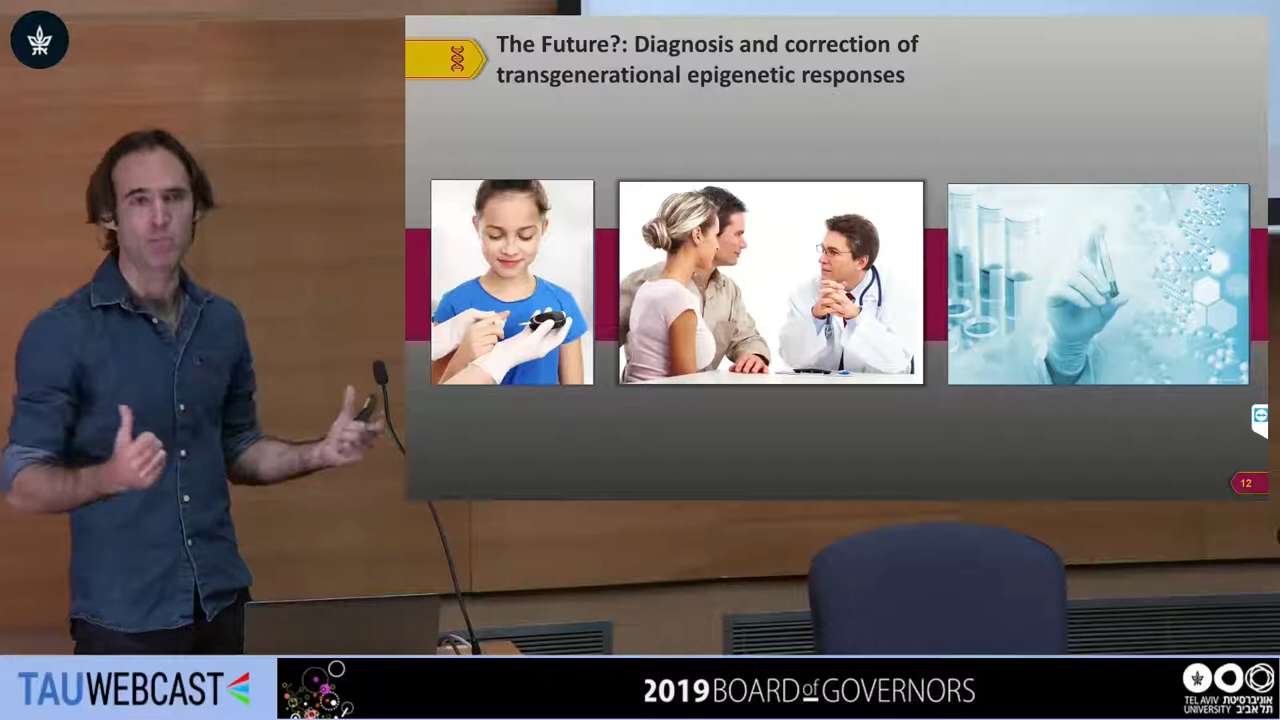 The Future?: Diagnosis and correction of
transgenerational epigenetic responses
12
TAUWEBCAST
2019 BOARD of GOVERNORS
TEL AVIV אוניברסיטת
UNIVERSITY תל אביב